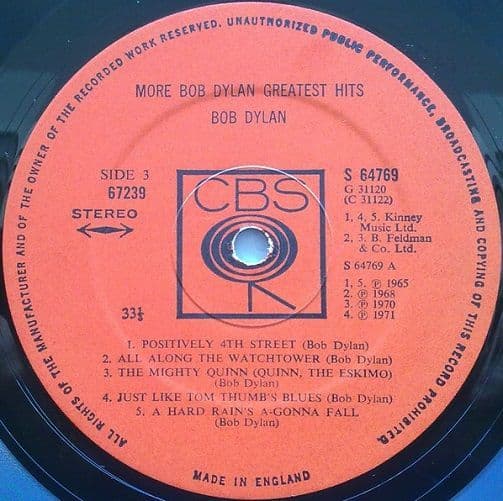 ALL RIGHTS OF THE MANUFACTURER AND OF THE OWNER OF THE RECORDED WORK RESERVED. UNAUTHORIZED PUBLIC PERFORMANCE, BROADCASTING AND COPYING OF THIS RECORD PROHIBITED.
MORE BOB DYLAN GREATEST HITS
BOB DYLAN
SIDE 3
67239
STEREO
CBS
S 64769
G 31120
(C 31122)
1, 4, 5. Kinney
Music Ltd.
2, 3, B. Feldman
& Co. Ltd.
S 64769 A
1, 5. ℗ 1965
2. ℗ 1968
3. ℗ 1970
4. ℗ 1971
33⅓
1. POSITIVELY 4TH STREET (Bob Dylan)
2. ALL ALONG THE WATCHTOWER (Bob Dylan)
3. THE MIGHTY QUINN (QUINN, THE ESKIMO)
(Bob Dylan)
4. JUST LIKE TOM THUMB'S BLUES (Bob Dylan)
5. A HARD RAIN'S A-GONNA FALL
(Bob Dylan)
MADE IN ENGLAND